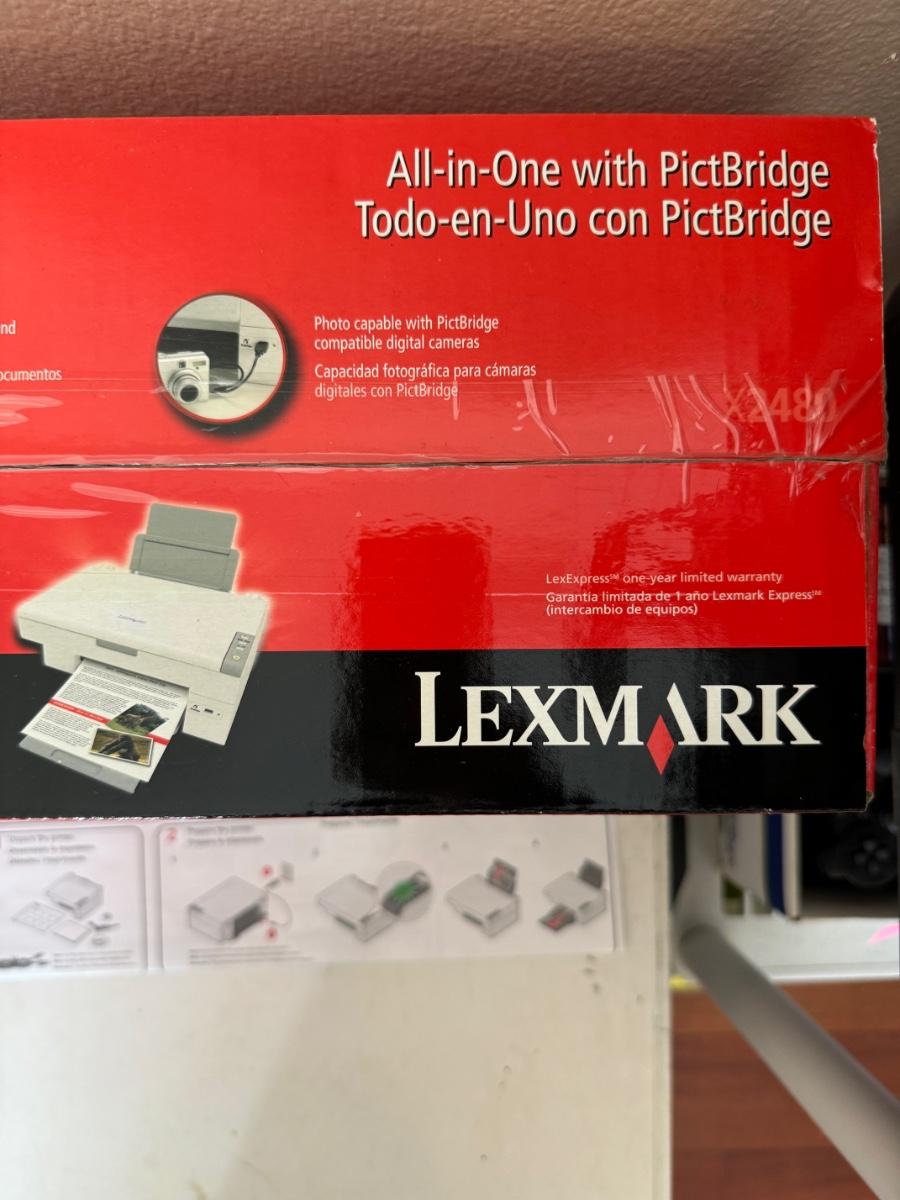 All-in-One with PictBridge
Todo-en-Uno con PictBridge
nd
Photo capable with PictBridge
compatible digital cameras
ocumentos
Capacidad fotográfica para cámaras
digitales con PictBridge
X2480
LexExpress℠ one-year limited warranty
Garantía limitada de 1 año Lexmark Express℠
(intercambio de equipos)
LEXMARK
2